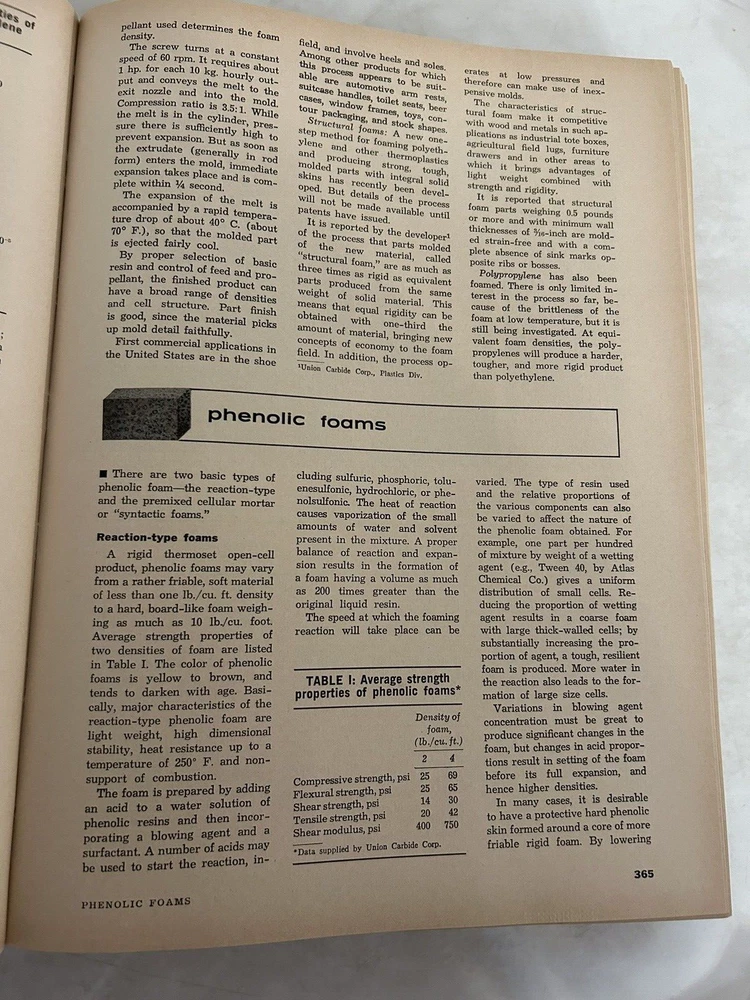 ties of
lene
pellant used determines the foam
density.
The screw turns at a constant
speed of 60 rpm. It requires about
1 hp. for each 10 kg. hourly out-
put and conveys the melt to the
exit nozzle and into the mold.
Compression ratio is 3.5:1. While
the melt is in the cylinder, pres-
sure there is sufficiently high to
prevent expansion. But as soon as
the extrudate (generally in rod
form) enters the mold, immediate
expansion takes place and is com-
plete within ¼ second.
The expansion of the melt is
accompanied by a rapid tempera-
ture drop of about 40° C. (about
70° F.), so that the molded part
is ejected fairly cool.
By proper selection of basic
resin and control of feed and pro-
pellant, the finished product can
have a broad range of densities
and cell structure. Part finish
is good, since the material picks
up mold detail faithfully.
First commercial applications in
the United States are in the shoe
field, and involve heels and soles.
Among other products for which
this process appears to be suit-
able are automotive arm rests,
suitcase handles, toilet seats, beer
cases, window frames, toys, con-
tour packaging, and stock shapes.
Structural foams: A new one-
step method for foaming polyeth-
ylene and other thermoplastics
and producing strong, tough,
molded parts with integral solid
skins has recently been devel-
oped. But details of the process
will not be made available until
patents have issued.
It is reported by the developer¹
of the process that parts molded
of the new material, called
"structural foam," are as much as
three times as rigid as equivalent
parts produced from the same
weight of solid material. This
means that equal rigidity can be
obtained with one-third the
amount of material, bringing new
concepts of economy to the foam
field. In addition, the process op-
¹Union Carbide Corp., Plastics Div.
erates at low pressures and
therefore can make use of inex-
pensive molds.
The characteristics of struc-
tural foam make it competitive
with wood and metals in such ap-
plications as industrial tote boxes,
agricultural field lugs, furniture
drawers and in other areas to
which it brings advantages of
light weight combined with
strength and rigidity.
It is reported that structural
foam parts weighing 0.5 pounds
or more and with minimum wall
thicknesses of 3/16-inch are mold-
ed strain-free and with a com-
plete absence of sink marks op-
posite ribs or bosses.
Polypropylene has also been
foamed. There is only limited in-
terest in the process so far, be-
cause of the brittleness of the
foam at low temperature, but it is
still being investigated. At equi-
valent foam densities, the poly-
propylenes will produce a harder,
tougher, and more rigid product
than polyethylene.
phenolic foams
■ There are two basic types of
phenolic foam—the reaction-type
and the premixed cellular mortar
or "syntactic foams."
Reaction-type foams
A rigid thermoset open-cell
product, phenolic foams may vary
from a rather friable, soft material
of less than one lb./cu. ft. density
to a hard, board-like foam weigh-
ing as much as 10 lb./cu. foot.
Average strength properties of
two densities of foam are listed
in Table I. The color of phenolic
foams is yellow to brown, and
tends to darken with age. Basi-
cally, major characteristics of the
reaction-type phenolic foam are
light weight, high dimensional
stability, heat resistance up to a
temperature of 250° F. and non-
support of combustion.
The foam is prepared by adding
an acid to a water solution of
phenolic resins and then incor-
porating a blowing agent and a
surfactant. A number of acids may
be used to start the reaction, in-
cluding sulfuric, phosphoric, tolu-
enesulfonic, hydrochloric, or phe-
nolsulfonic. The heat of reaction
causes vaporization of the small
amounts of water and solvent
present in the mixture. A proper
balance of reaction and expan-
sion results in the formation of
a foam having a volume as much
as 200 times greater than the
original liquid resin.
The speed at which the foaming
reaction will take place can be
TABLE I: Average strength
properties of phenolic foams*
Density of
foam,
(lb./cu. ft.)
2 4
Compressive strength, psi 25 69
Flexural strength, psi 25 65
Shear strength, psi 14 30
Tensile strength, psi 20 42
Shear modulus, psi 400 750
*Data supplied by Union Carbide Corp.
varied. The type of resin used
and the relative proportions of
the various components can also
be varied to affect the nature of
the phenolic foam obtained. For
example, one part per hundred
of mixture by weight of a wetting
agent (e.g., Tween 40, by Atlas
Chemical Co.) gives a uniform
distribution of small cells. Re-
ducing the proportion of wetting
agent results in a coarse foam
with large thick-walled cells; by
substantially increasing the pro-
portion of agent, a tough, resilient
foam is produced. More water in
the reaction also leads to the for-
mation of large size cells.
Variations in blowing agent
concentration must be great to
produce significant changes in the
foam, but changes in acid propor-
tions result in setting of the foam
before its full expansion, and
hence higher densities.
In many cases, it is desirable
to have a protective hard phenolic
skin formed around a core of more
friable rigid foam. By lowering
365
PHENOLIC FOAMS